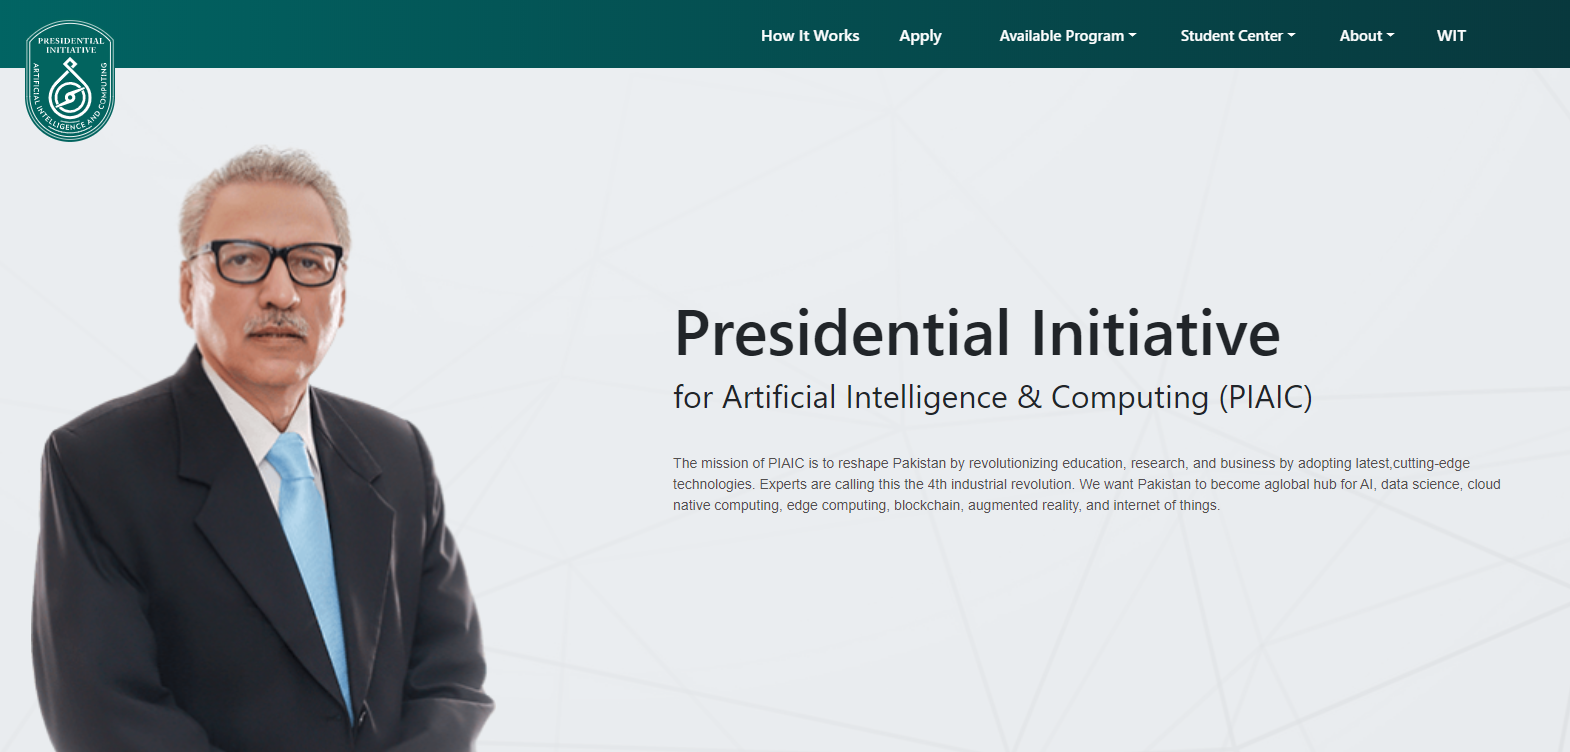 PRESIDENTIAL
INITIATIVE
ARTIFICIAL INTELLIGENCE AND COMPUTING
How It Works Apply Available Program Student Center About WIT
Presidential Initiative
for Artificial Intelligence & Computing (PIAIC)
The mission of PIAIC is to reshape Pakistan by revolutionizing education, research, and business by adopting latest,cutting-edge
technologies. Experts are calling this the 4th industrial revolution. We want Pakistan to become aglobal hub for AI, data science, cloud
native computing, edge computing, blockchain, augmented reality, and internet of things.